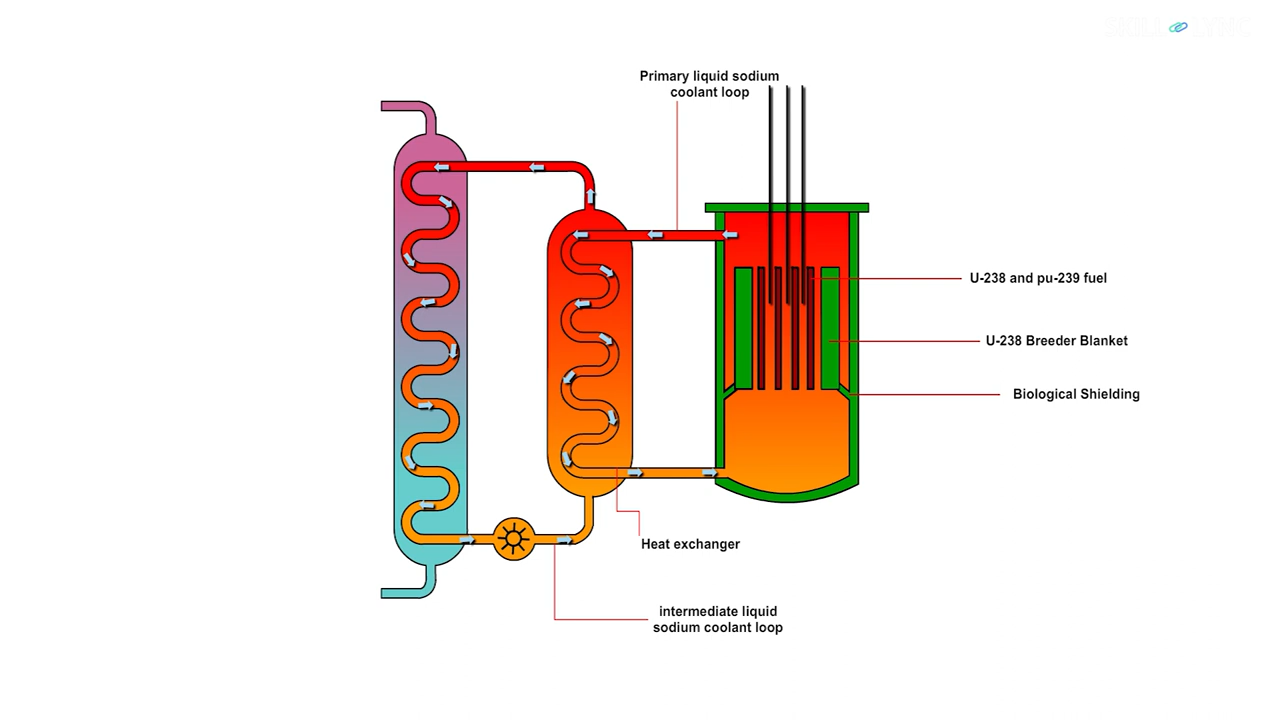 Primary liquid sodium
coolant loop
U-238 and pu-239 fuel
U-238 Breeder Blanket
Biological Shielding
Heat exchanger
intermediate liquid
sodium coolant loop